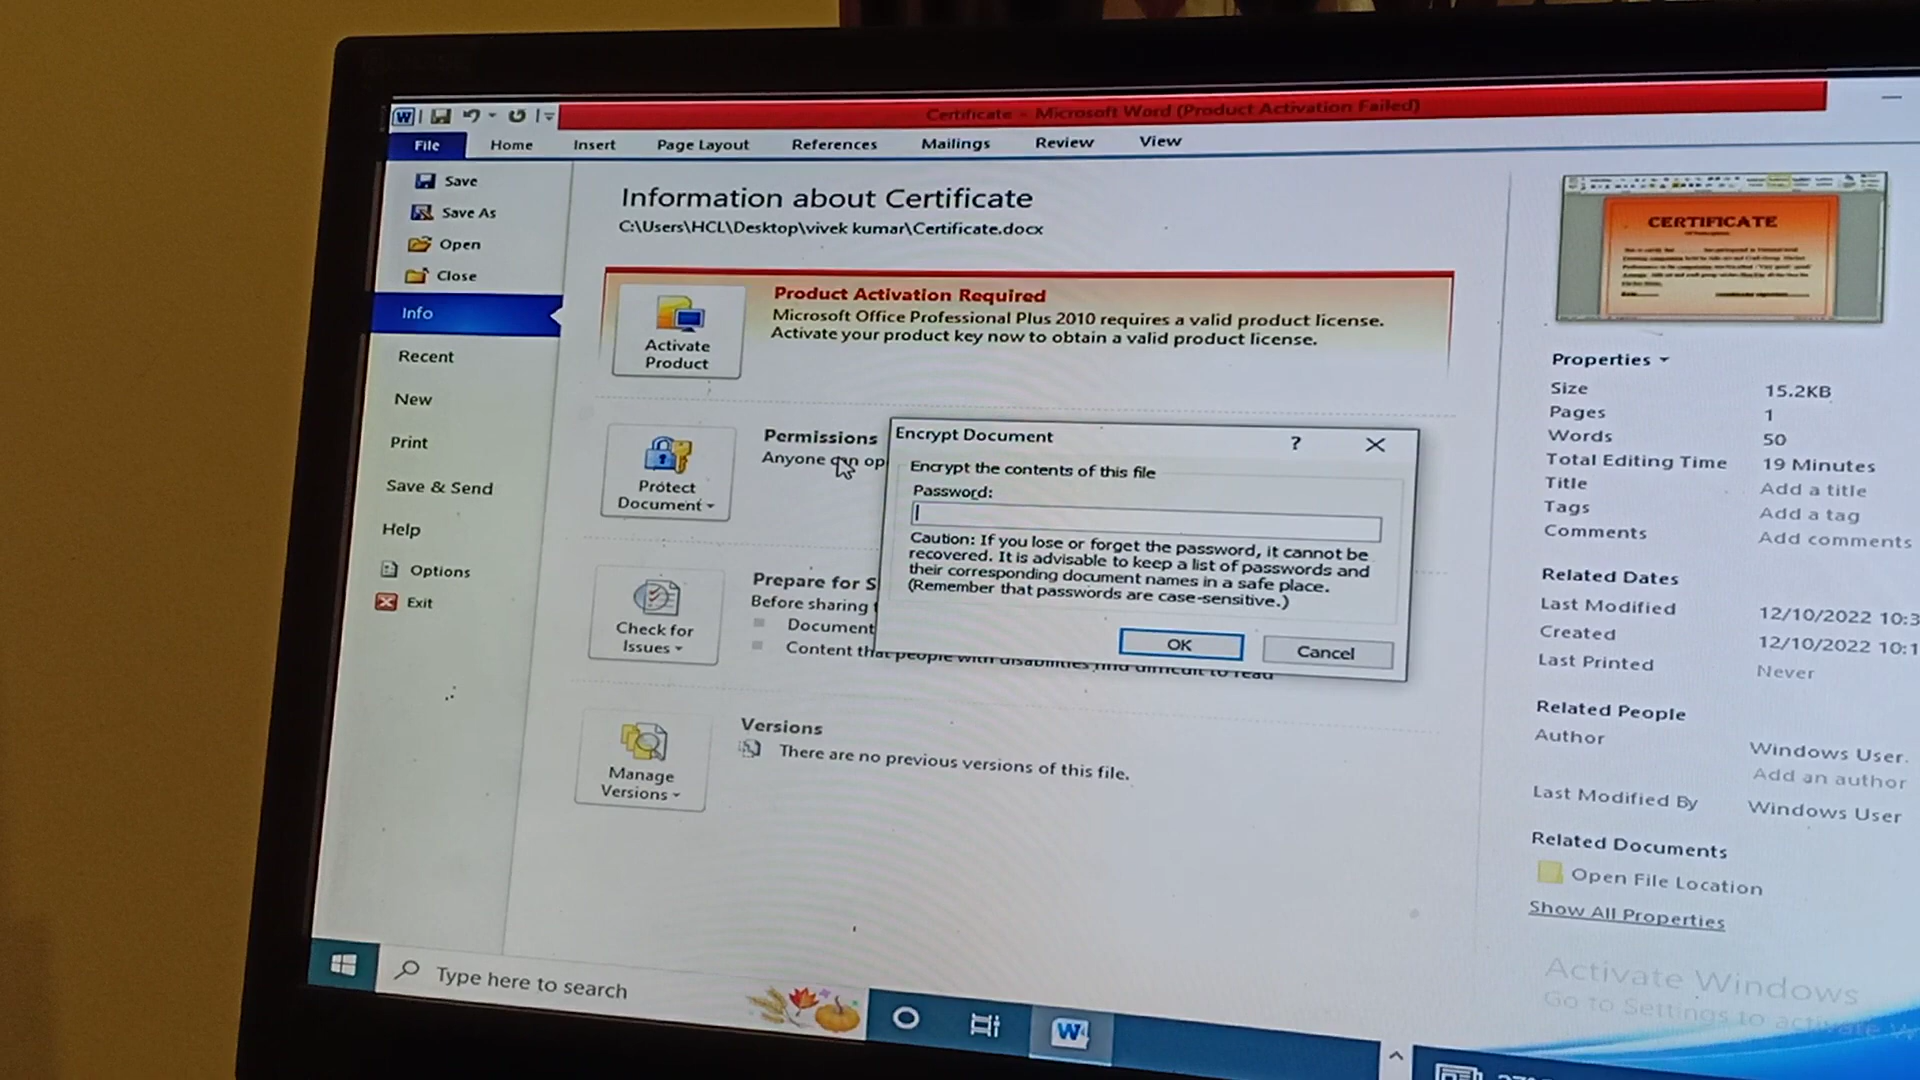 Certificate - Microsoft Word (Product Activation Failed)
File Home Insert Page Layout References Mailings Review View
Save
Save As
Open
Close
Info
Recent
New
Print
Save & Send
Help
Options
Exit
Information about Certificate
C:\Users\HCL\Desktop\vivek kumar\Certificate.docx
Activate
Product
Product Activation Required
Microsoft Office Professional Plus 2010 requires a valid product license.
Activate your product key now to obtain a valid product license.
Protect
Document
Permissions
Anyone can op
Encrypt Document
?
Encrypt the contents of this file
Password:
Caution: If you lose or forget the password, it cannot be
recovered. It is advisable to keep a list of passwords and
their corresponding document names in a safe place.
(Remember that passwords are case-sensitive.)
OK Cancel
Check for
Issues
Prepare for S
Before sharing
Document
Content that people with disabilities find difficult to read
Manage
Versions
Versions
There are no previous versions of this file.
CERTIFICATE
Properties
Size 15.2KB
Pages 1
Words 50
Total Editing Time 19 Minutes
Title Add a title
Tags Add a tag
Comments Add comments
Related Dates
Last Modified 12/10/2022 10:3
Created 12/10/2022 10:1
Last Printed Never
Related People
Author Windows User.
Add an author
Last Modified By Windows User
Related Documents
Open File Location
Show All Properties
Activate Windows
Go to Settings to activate W
Type here to search